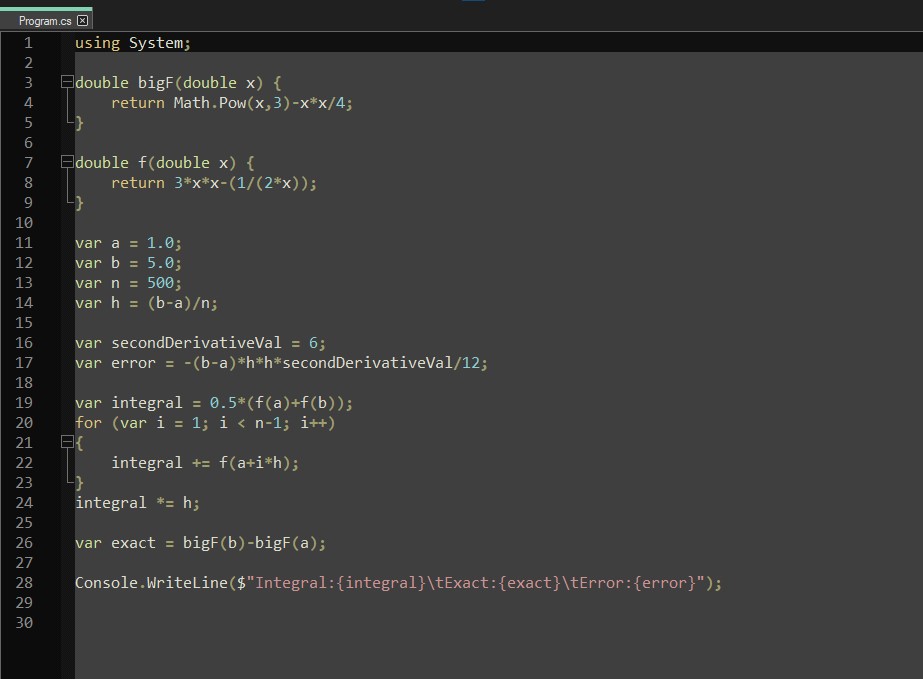 Program.cs
1 using System;
2
3 double bigF(double x) {
4 return Math.Pow(x,3)-x*x/4;
5 }
6
7 double f(double x) {
8 return 3*x*x-(1/(2*x));
9 }
10
11 var a = 1.0;
12 var b = 5.0;
13 var n = 500;
14 var h = (b-a)/n;
15
16 var secondDerivativeVal = 6;
17 var error = -(b-a)*h*h*secondDerivativeVal/12;
18
19 var integral = 0.5*(f(a)+f(b));
20 for (var i = 1; i < n-1; i++)
21 {
22 integral += f(a+i*h);
23 }
24 integral *= h;
25
26 var exact = bigF(b)-bigF(a);
27
28 Console.WriteLine($"Integral:{integral}\tExact:{exact}\tError:{error}");
29
30